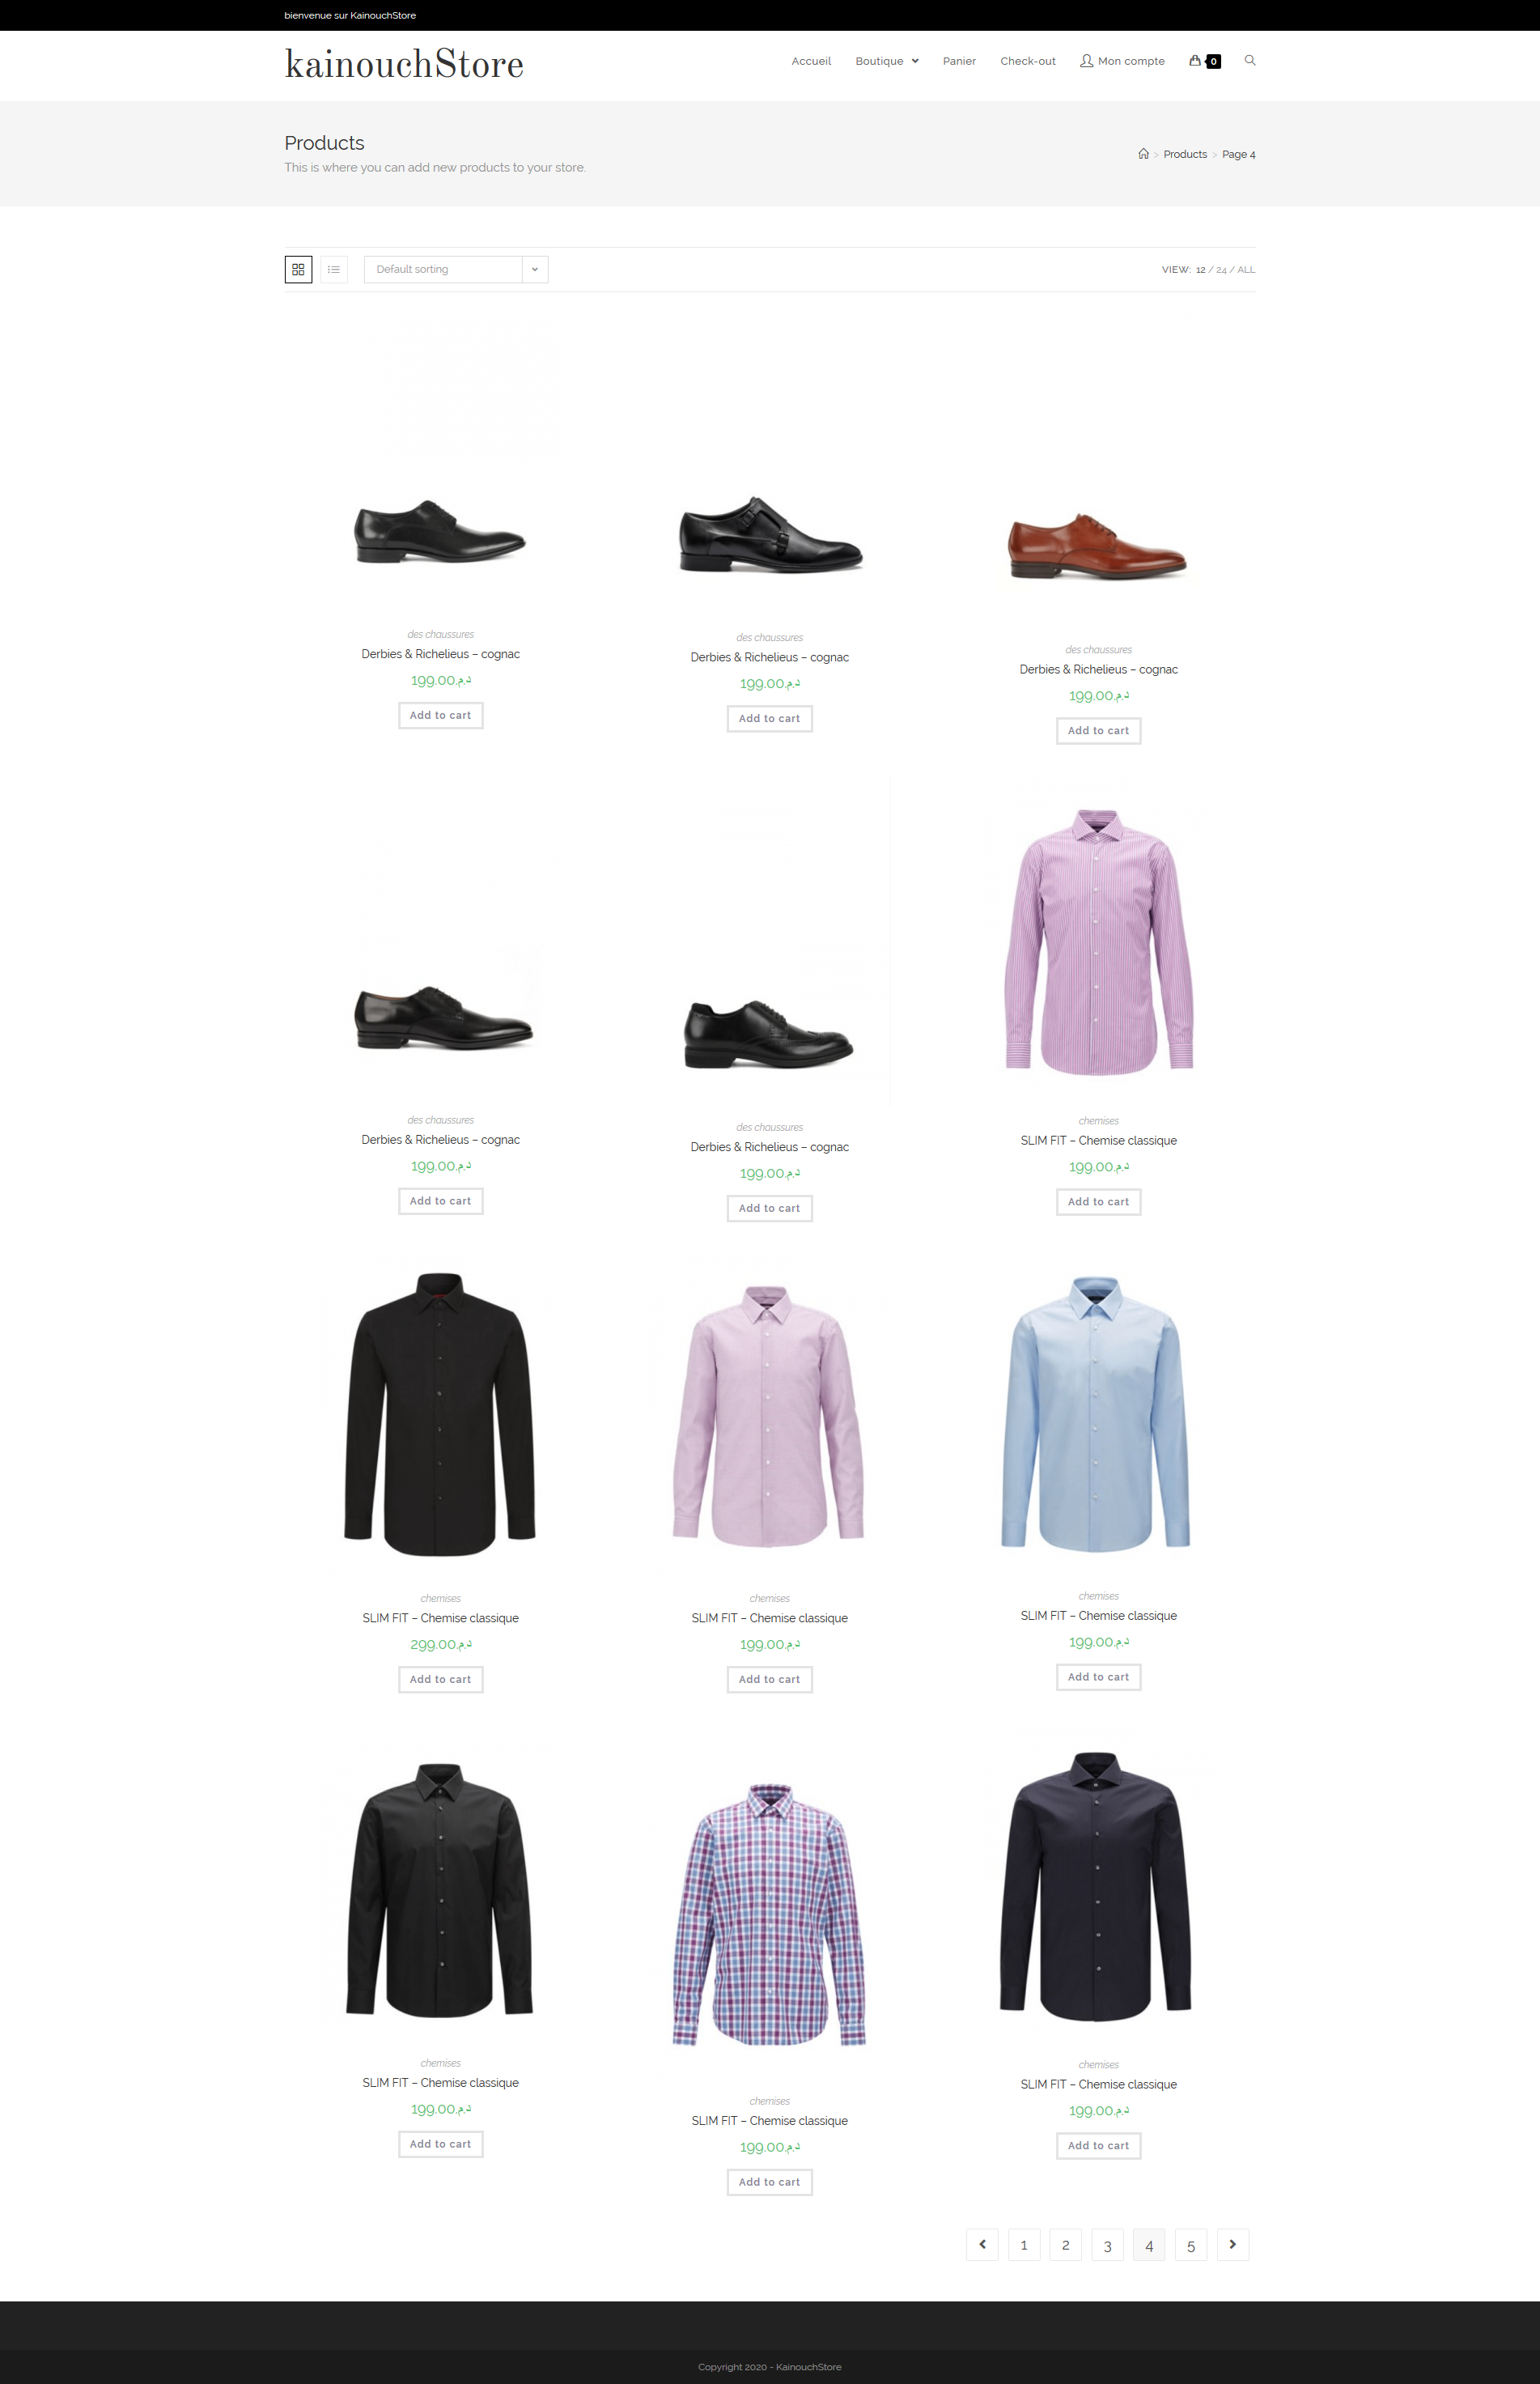 bienvenue sur KainouchStore
kainouchStore
Accueil Boutique Panier Check-out Mon compte 0
Products
This is where you can add new products to your store.
> Products > Page 4
Default sorting
VIEW: 12 / 24 / ALL
des chaussures
Derbies & Richelieus – cognac
199.00د.م.
Add to cart
des chaussures
Derbies & Richelieus – cognac
199.00د.م.
Add to cart
des chaussures
Derbies & Richelieus – cognac
199.00د.م.
Add to cart
des chaussures
Derbies & Richelieus – cognac
199.00د.م.
Add to cart
des chaussures
Derbies & Richelieus – cognac
199.00د.م.
Add to cart
chemises
SLIM FIT – Chemise classique
199.00د.م.
Add to cart
chemises
SLIM FIT – Chemise classique
299.00د.م.
Add to cart
chemises
SLIM FIT – Chemise classique
199.00د.م.
Add to cart
chemises
SLIM FIT – Chemise classique
199.00د.م.
Add to cart
chemises
SLIM FIT – Chemise classique
199.00د.م.
Add to cart
chemises
SLIM FIT – Chemise classique
199.00د.م.
Add to cart
chemises
SLIM FIT – Chemise classique
199.00د.م.
Add to cart
1 2 3 4 5
Copyright 2020 - KainouchStore